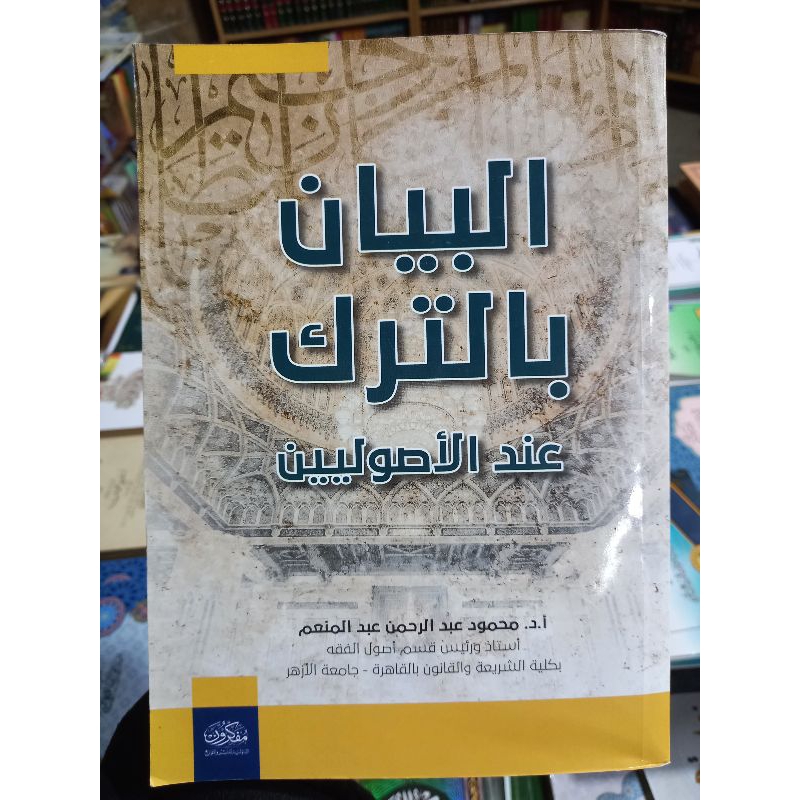 البيان
بالترك
عند الأصوليين
أ.د. محمود عبد الرحمن عبد المنعم
أستاذ ورئيس قسم أصول الفقه
بكلية الشريعة والقانون بالقاهرة - جامعة الأزهر
مفكرون